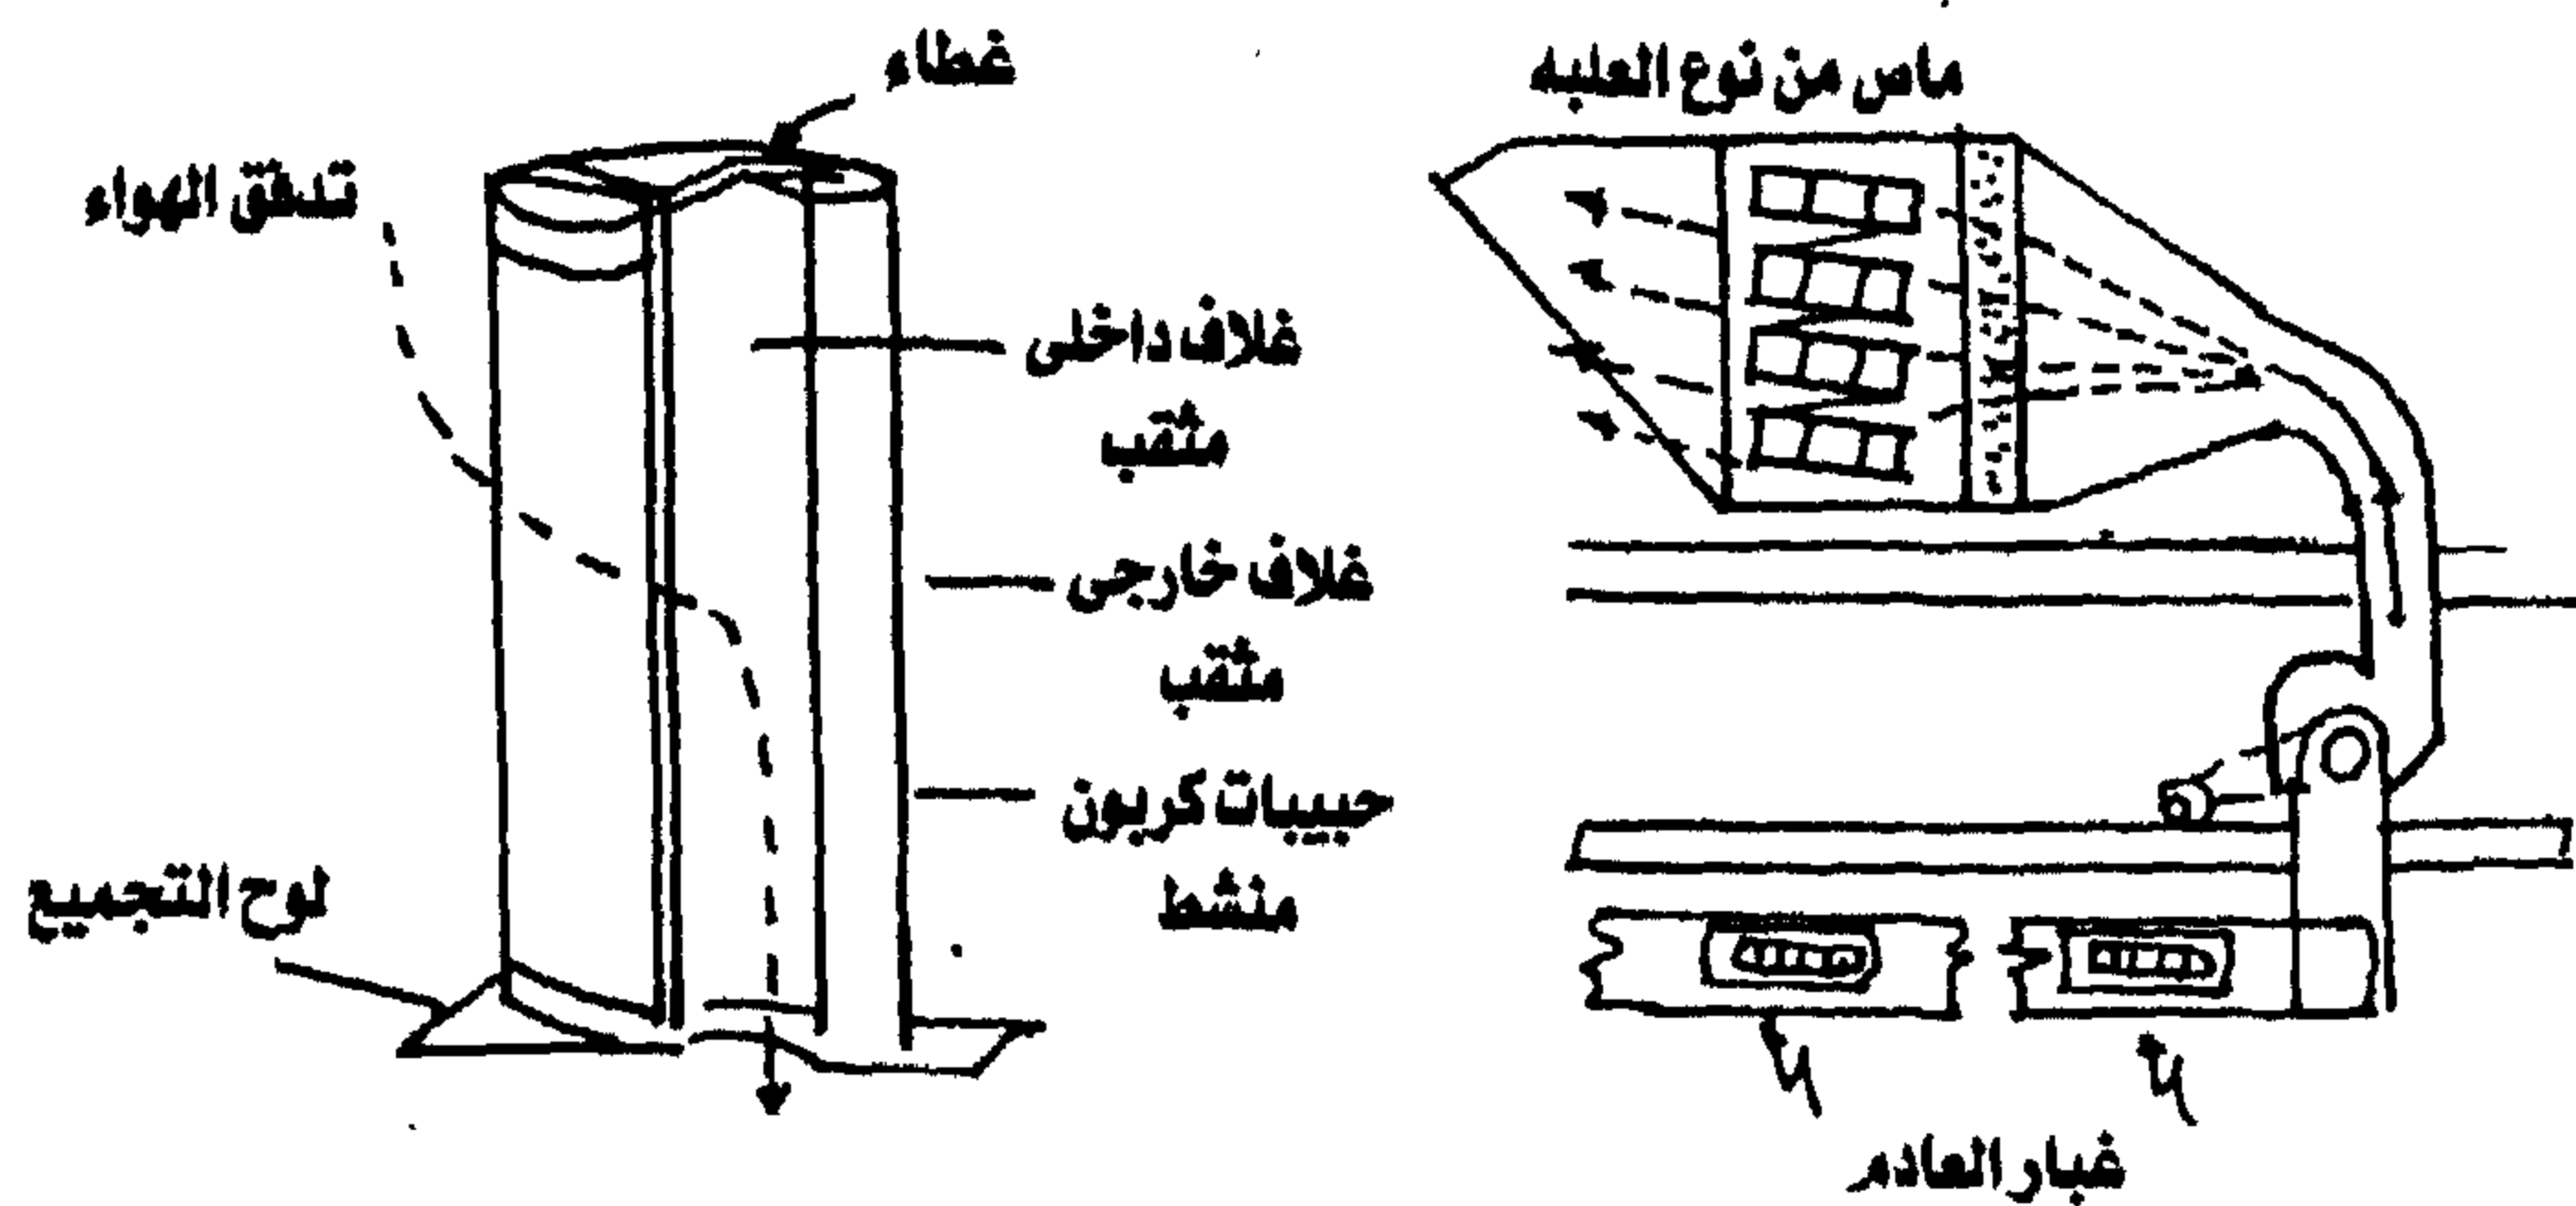 غطاء
تدفق الهواء
غلاف داخلى
مثقب
غلاف خارجى
مثقب
حبيبات كربون
منشط
لوح التجميع
ماس من نوع العلبه
غبار العادم